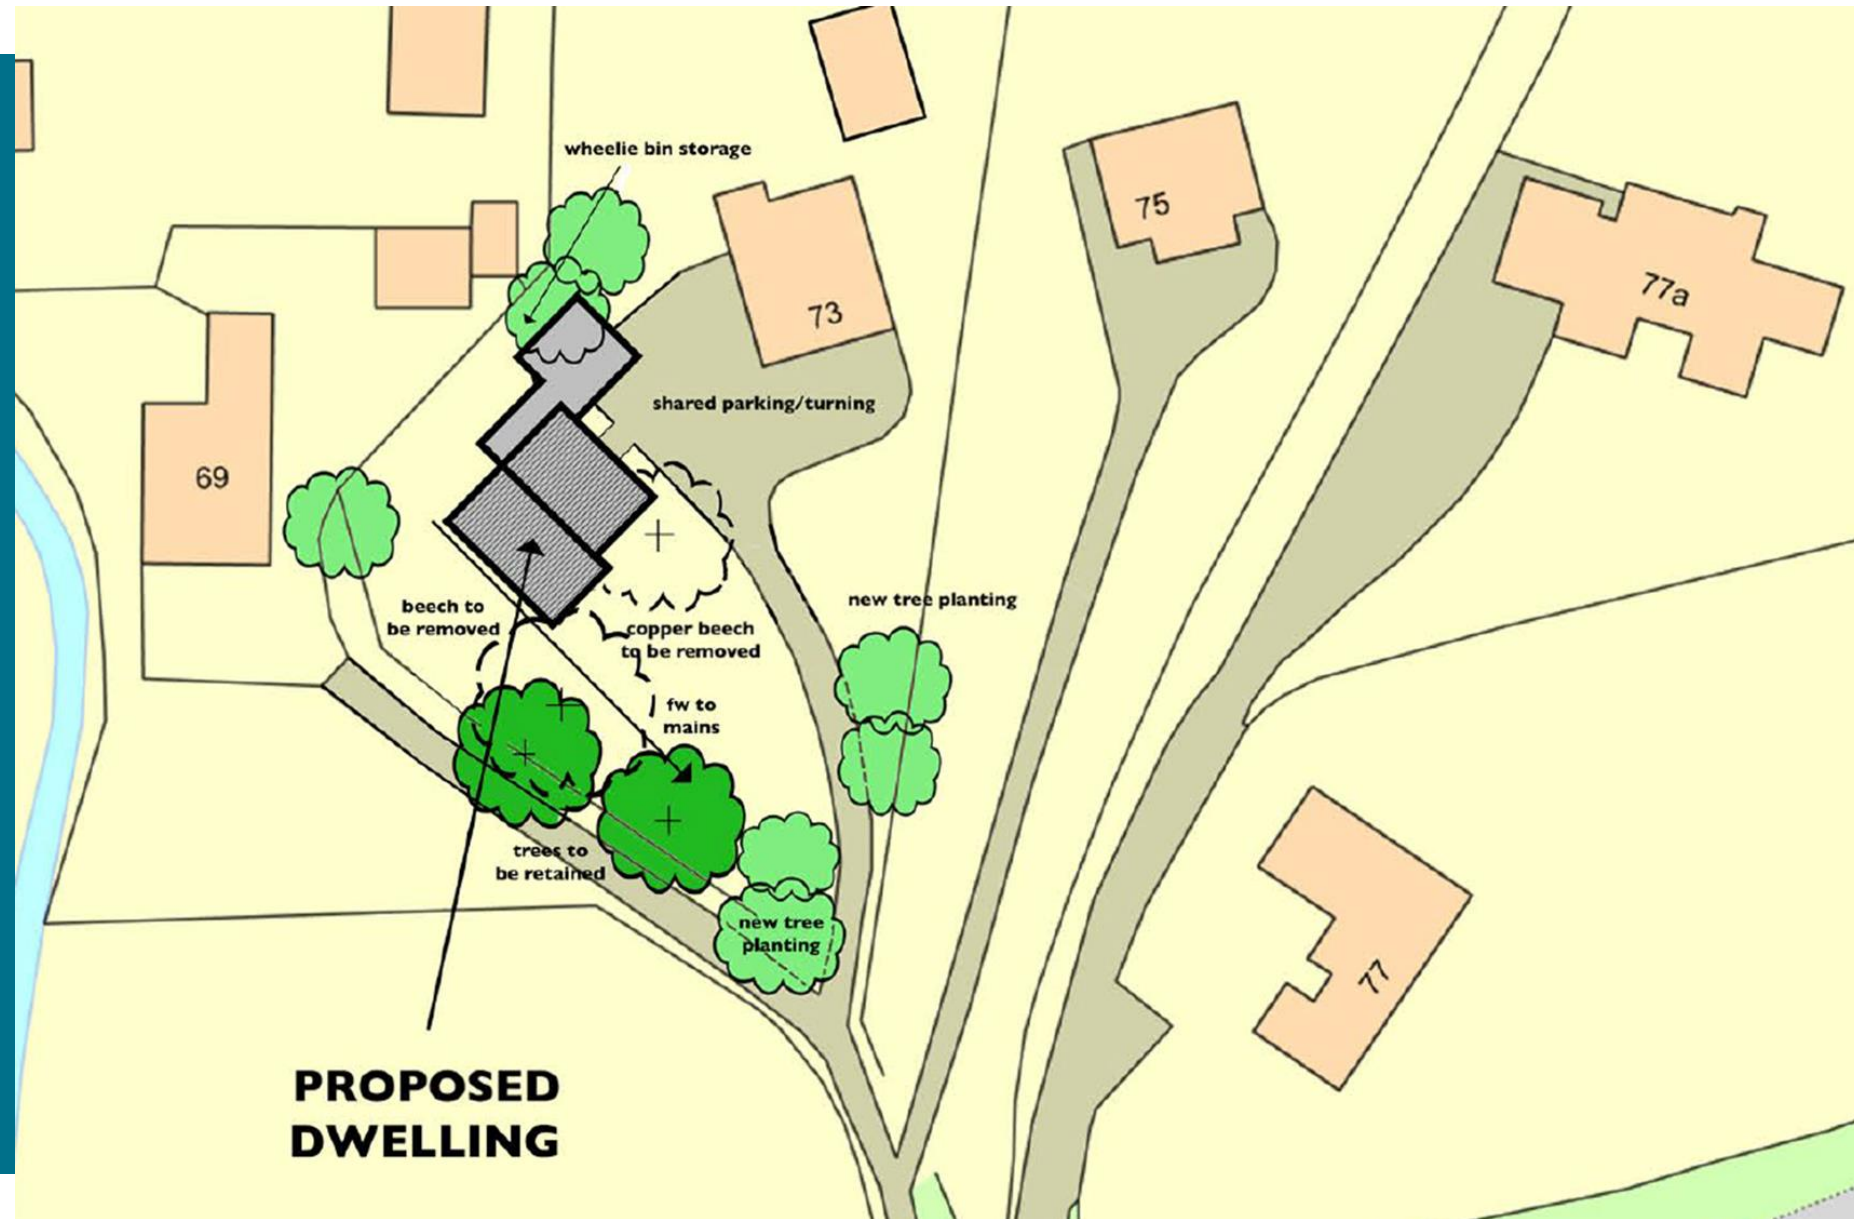 wheelie bin storage
75
77a
73
shared parking/turning
69
new tree planting
beech to
be removed
copper beech
to be removed
fw to
mains
trees to
be retained
new tree
planting
77
PROPOSED
DWELLING